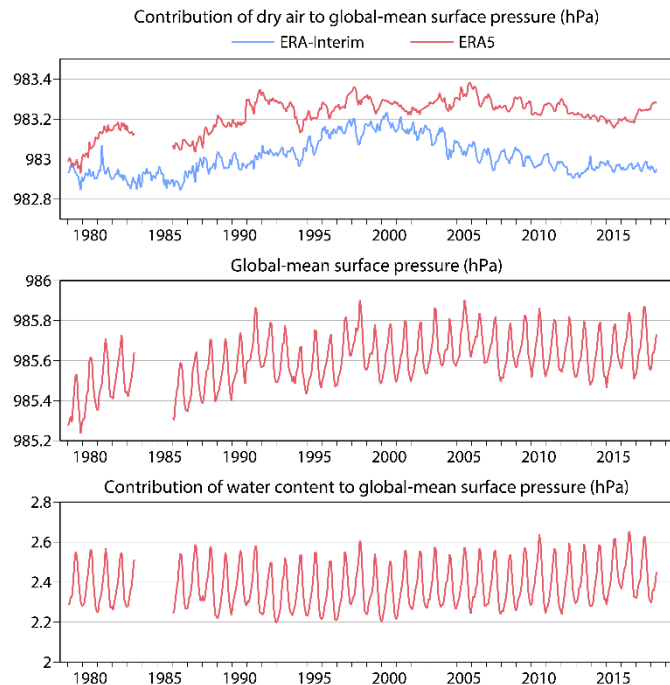 Contribution of dry air to global-mean surface pressure (hPa)
ERA-Interim ERA5
983.4
983.2
983
982.8
1980 1985 1990 1995 2000 2005 2010 2015
Global-mean surface pressure (hPa)
986
985.8
985.6
985.4
985.2
1980 1985 1990 1995 2000 2005 2010 2015
Contribution of water content to global-mean surface pressure (hPa)
2.8
2.6
2.4
2.2
2
1980 1985 1990 1995 2000 2005 2010 2015